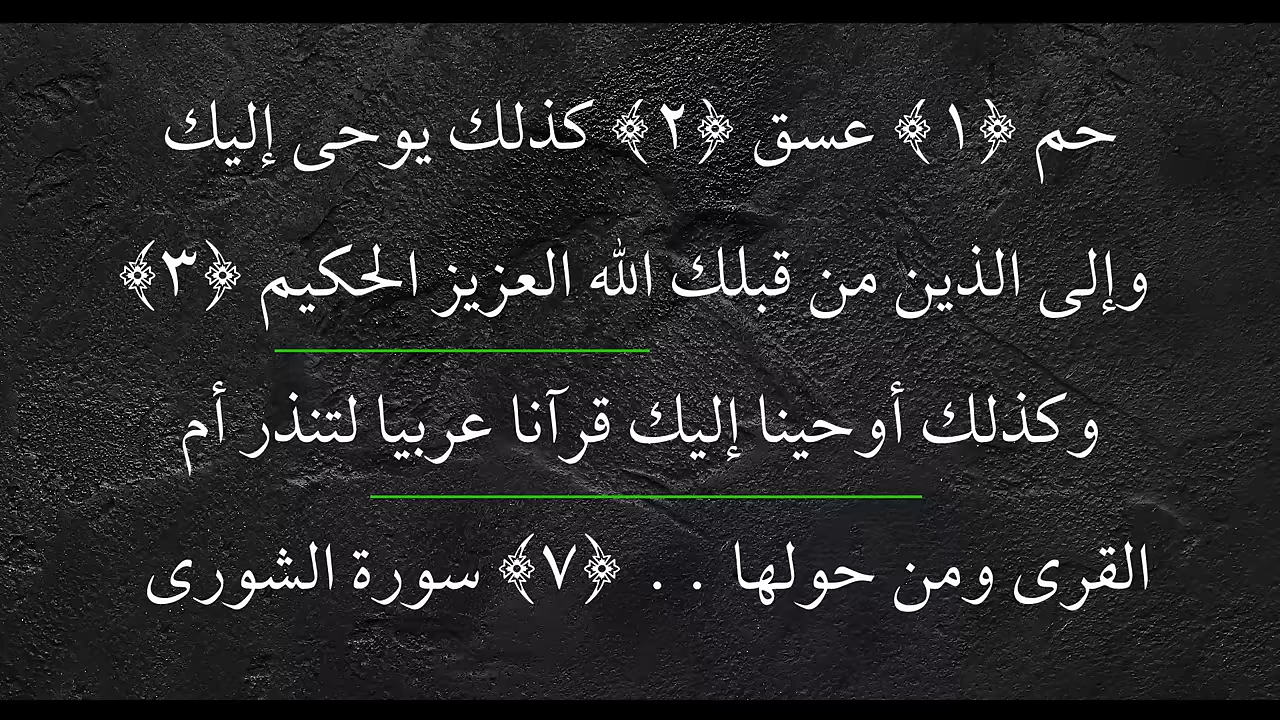 حم ﴿١﴾ عسق ﴿٢﴾ كذلك يوحى إليك
وإلى الذين من قبلك الله العزيز الحكيم ﴿٣﴾
وكذلك أوحينا إليك قرآنا عربيا لتنذر أم
القرى ومن حولها . . ﴿٧﴾ سورة الشورى